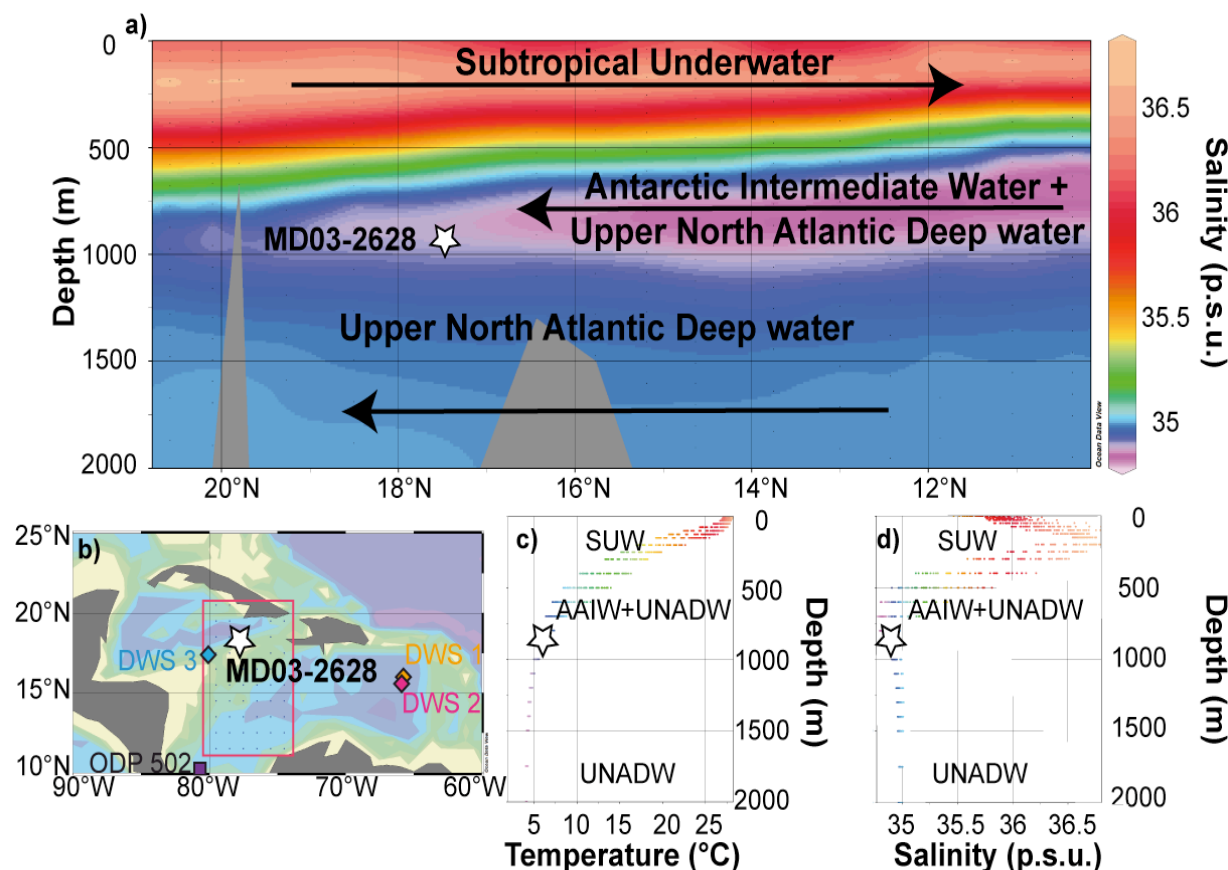 a)
0
500
1000
1500
2000
Depth (m)
Subtropical Underwater
Antarctic Intermediate Water +
Upper North Atlantic Deep water
MD03-2628
Upper North Atlantic Deep water
20°N
18°N
16°N
14°N
12°N
Ocean Data View
36.5
36
35.5
35
Salinity (p.s.u.)
b)
25°N
20°N
15°N
10°N
DWS 3
MD03-2628
DWS 1
DWS 2
ODP 502
90°W
80°W
70°W
60°W
Ocean Data View
c)
SUW
AAIW+UNADW
UNADW
0
500
1000
1500
2000
Depth (m)
5
10
15
20
25
Temperature (°C)
d)
SUW
AAIW+UNADW
UNADW
0
500
1000
1500
2000
Depth (m)
35
35.5
36
36.5
Salinity (p.s.u.)